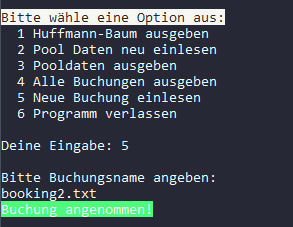 Bitte wähle eine Option aus:
1 Huffmann-Baum ausgeben
2 Pool Daten neu einlesen
3 Pooldaten ausgeben
4 Alle Buchungen ausgeben
5 Neue Buchung einlesen
6 Programm verlassen
Deine Eingabe: 5
Bitte Buchungsname angeben:
booking2.txt
Buchung angenommen!